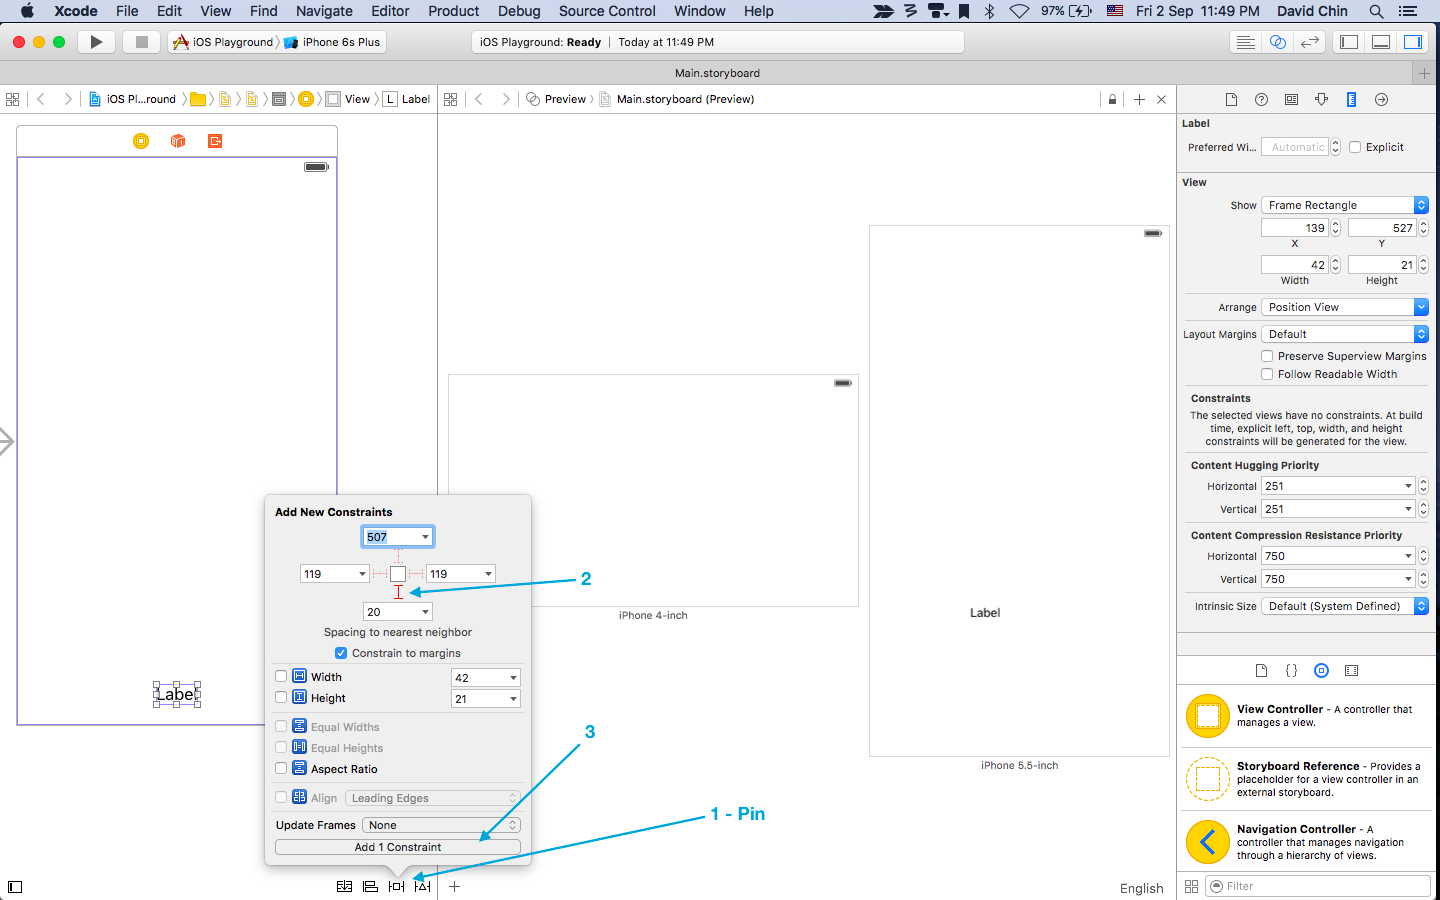 Xcode File Edit View Find Navigate Editor Product Debug Source Control Window Help 97% Fri 2 Sep 11:49 PM David Chin
iOS Playground iPhone 6s Plus iOS Playground: Ready | Today at 11:49 PM
Main.storyboard
iOS Pl...round View L Label Preview Main.storyboard (Preview)
Label
Preferred Wi... Automatic Explicit
View
Show Frame Rectangle
139 527
X Y
42 21
Width Height
Arrange Position View
Layout Margins Default
Preserve Superview Margins
Follow Readable Width
Constraints
The selected views have no constraints. At build
time, explicit left, top, width, and height
constraints will be generated for the view.
Content Hugging Priority
Horizontal 251
Vertical 251
Content Compression Resistance Priority
Horizontal 750
Vertical 750
Intrinsic Size Default (System Defined)
Label
Add New Constraints
507
119 119
20
Spacing to nearest neighbor
Constrain to margins
Width 42
Height 21
Equal Widths
Equal Heights
Aspect Ratio
Align Leading Edges
Update Frames None
Add 1 Constraint
2
3
1 - Pin
iPhone 4-inch
Label
iPhone 5.5-inch
English
{ }
View Controller - A controller that
manages a view.
Storyboard Reference - Provides a
placeholder for a view controller in an
external storyboard.
Navigation Controller - A
controller that manages navigation
through a hierarchy of views.
Filter